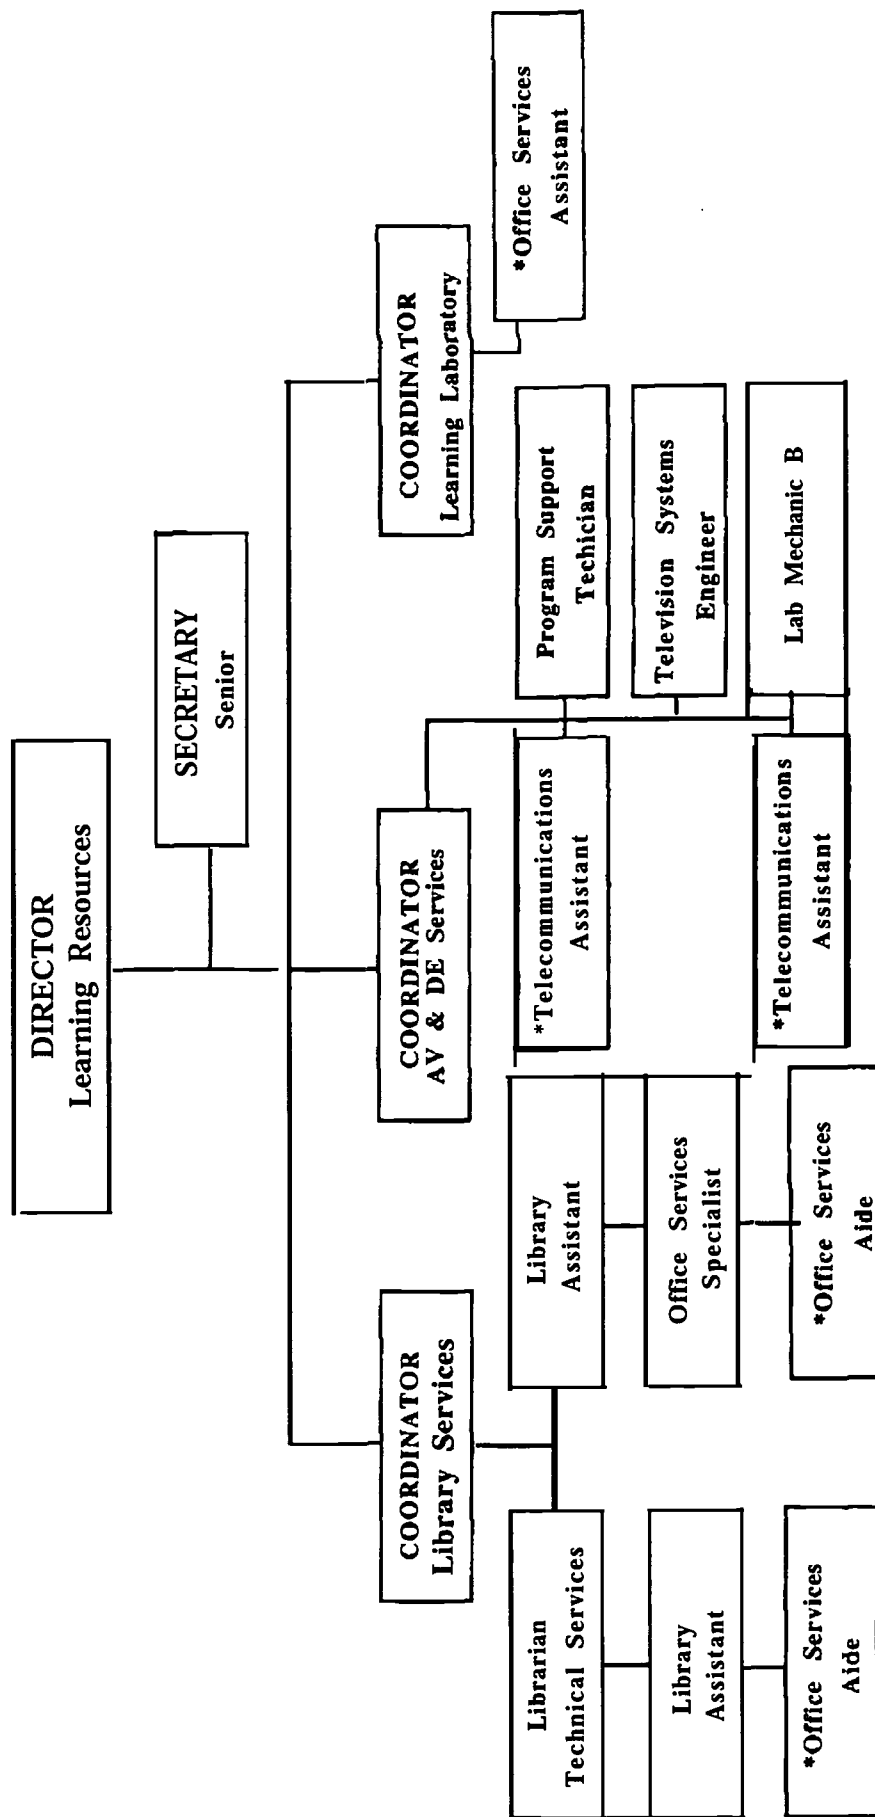 DIRECTOR
Learning Resources
SECRETARY
Senior
COORDINATOR
Library Services
COORDINATOR
AV & DE Services
COORDINATOR
Learning Laboratory
Librarian
Technical Services
Library
Assistant
*Telecommunications
Assistant
Program Support
Techician
*Office Services
Assistant
Library
Assistant
Office Services
Specialist
Television Systems
Engineer
*Office Services
Aide
*Office Services
Aide
*Telecommunications
Assistant
Lab Mechanic B